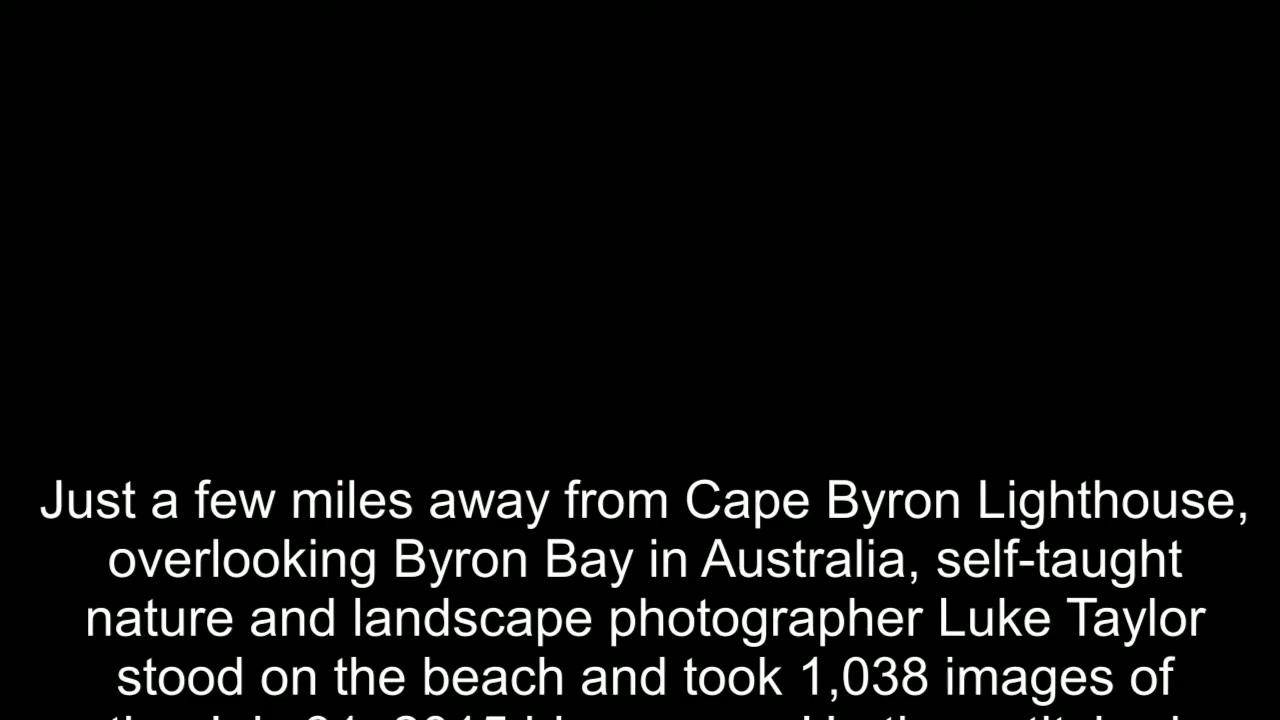 Just a few miles away from Cape Byron Lighthouse,
overlooking Byron Bay in Australia, self-taught
nature and landscape photographer Luke Taylor
stood on the beach and took 1,038 images of